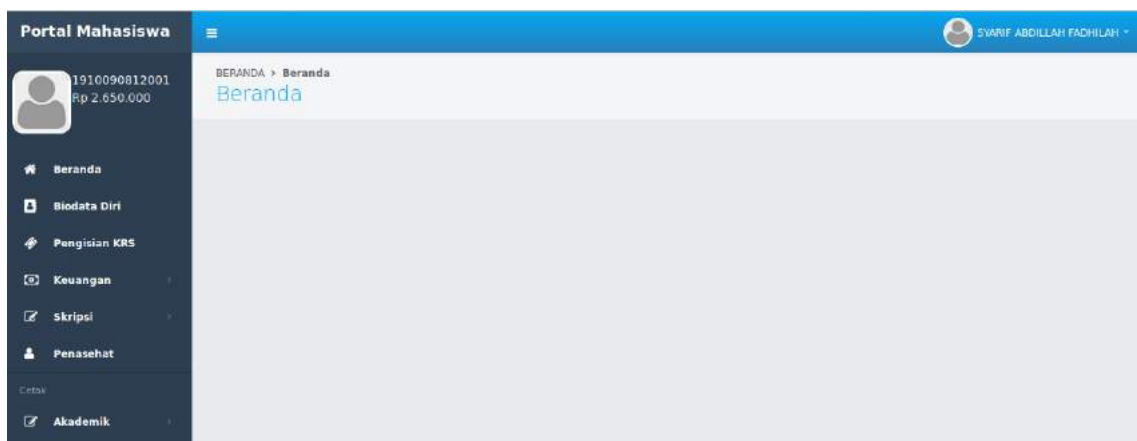 Portal Mahasiswa
SYARIF ABDILLAH FADHILAH
1910090812001
Rp 2.650.000
BERANDA > Beranda
Beranda
Beranda
Biodata Diri
Pengisian KRS
Keuangan
Skripsi
Penasehat
Cetak
Akademik